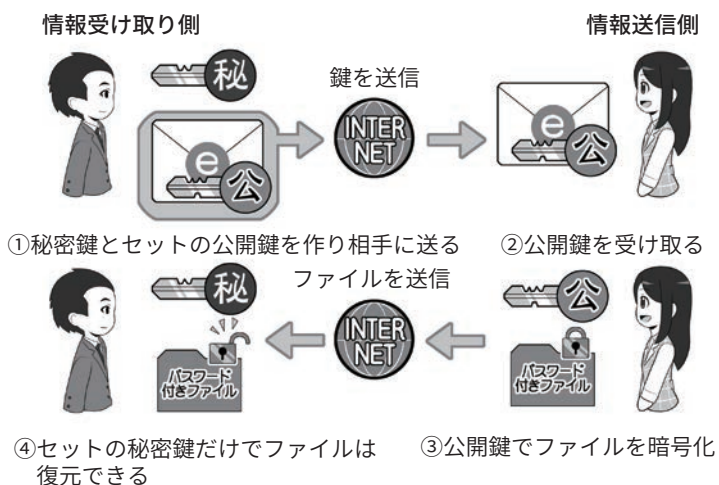 情報受け取り側
情報送信側
秘
鍵を送信
e
公
INTER
NET
e
公
①秘密鍵とセットの公開鍵を作り相手に送る
②公開鍵を受け取る
秘
ファイルを送信
公
パスワード
付きファイル
INTER
NET
パスワード
付きファイル
④セットの秘密鍵だけでファイルは
復元できる
③公開鍵でファイルを暗号化